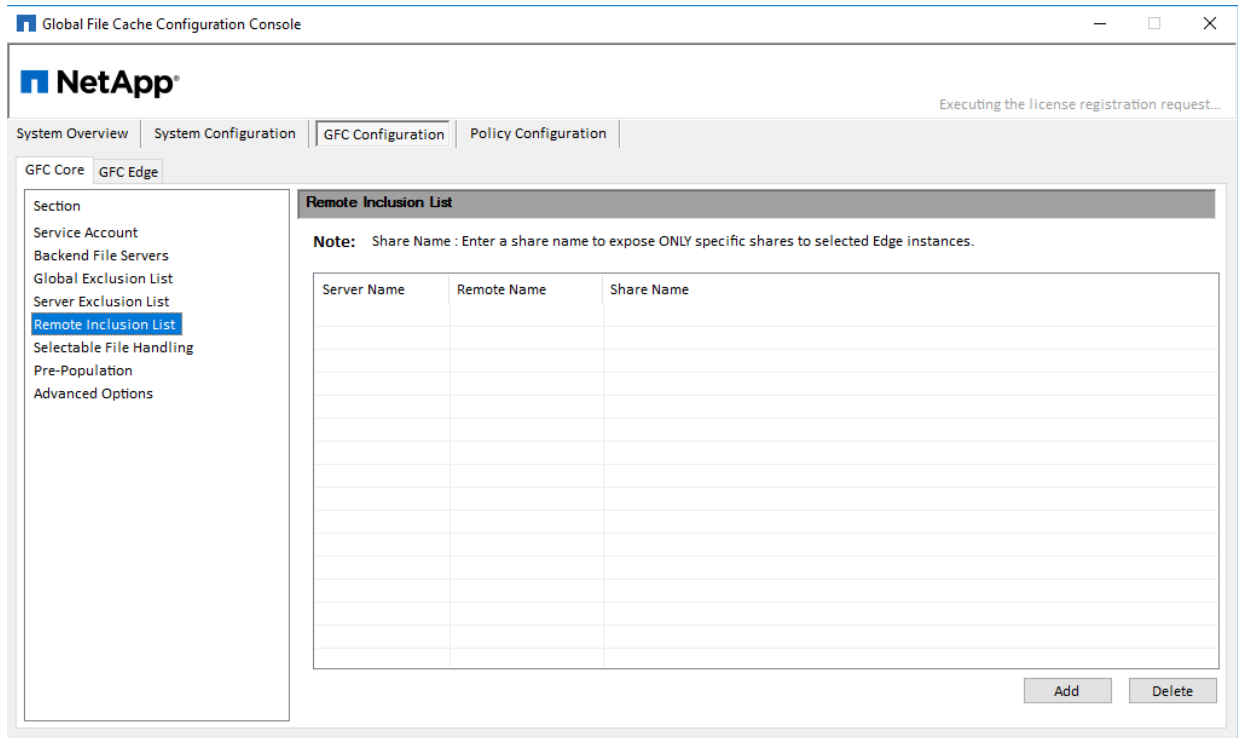 Global File Cache Configuration Console
NetApp®
Executing the license registration request...
System Overview System Configuration GFC Configuration Policy Configuration
GFC Core GFC Edge
Section
Service Account
Backend File Servers
Global Exclusion List
Server Exclusion List
Remote Inclusion List
Selectable File Handling
Pre-Population
Advanced Options
Remote Inclusion List
Note: Share Name : Enter a share name to expose ONLY specific shares to selected Edge instances.
Server Name Remote Name Share Name
Add Delete